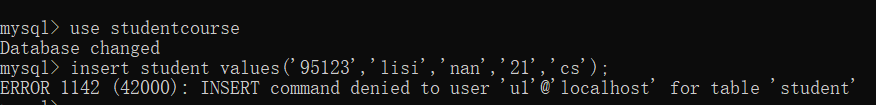 mysql> use studentcourse
Database changed
mysql> insert student values('95123','lisi','nan','21','cs');
ERROR 1142 (42000): INSERT command denied to user 'u1'@'localhost' for table 'student'
mysql>